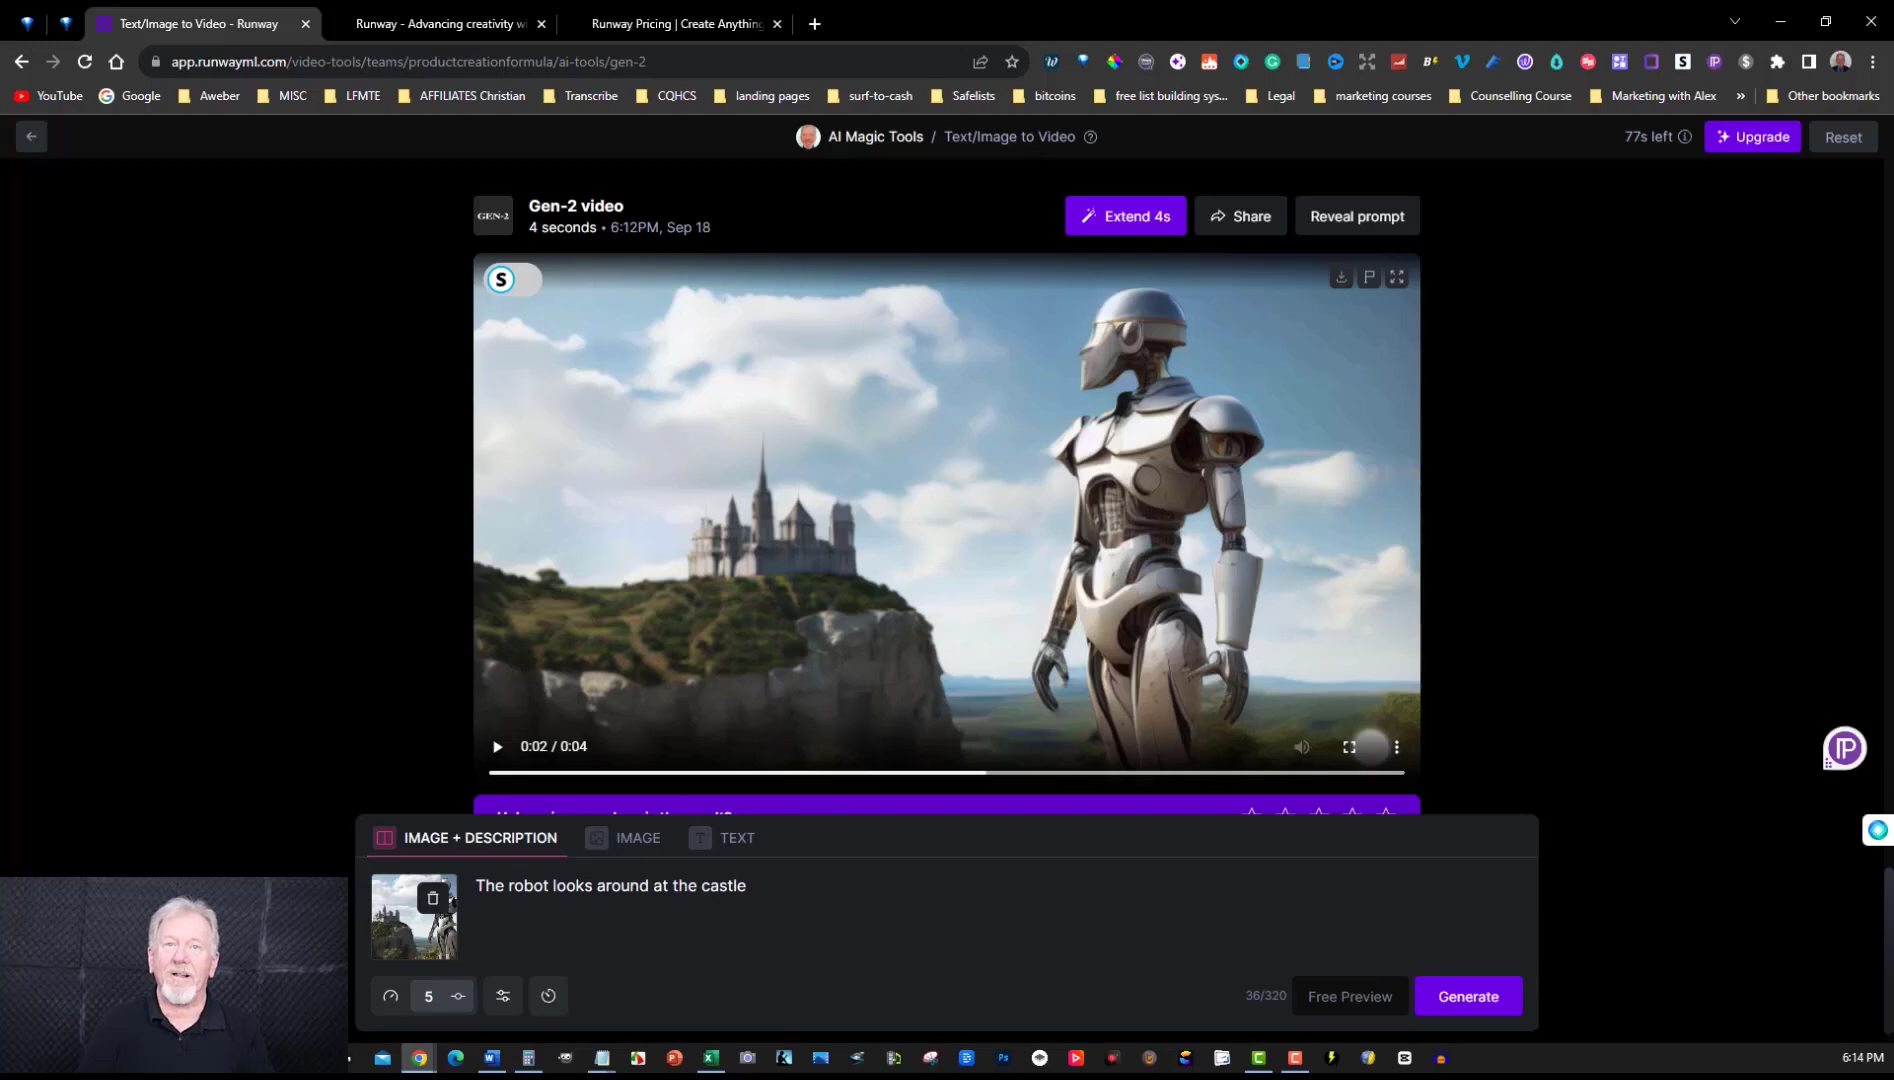 Text/Image to Video - Runway
Runway - Advancing creativity wi
Runway Pricing | Create Anything
app.runwayml.com/video-tools/teams/productcreationformula/ai-tools/gen-2
YouTube Google Aweber MISC LFMTE AFFILIATES Christian Transcribe CQHCS landing pages surf-to-cash Safelists bitcoins free list building sys... Legal marketing courses Counselling Course Marketing with Alex » Other bookmarks
AI Magic Tools / Text/Image to Video
77s left
Upgrade
Reset
GEN-2
Gen-2 video
4 seconds • 6:12PM, Sep 18
Extend 4s
Share
Reveal prompt
S
0:02 / 0:04
IP
IMAGE + DESCRIPTION
IMAGE
TEXT
The robot looks around at the castle
5
36/320
Free Preview
Generate
6:14 PM